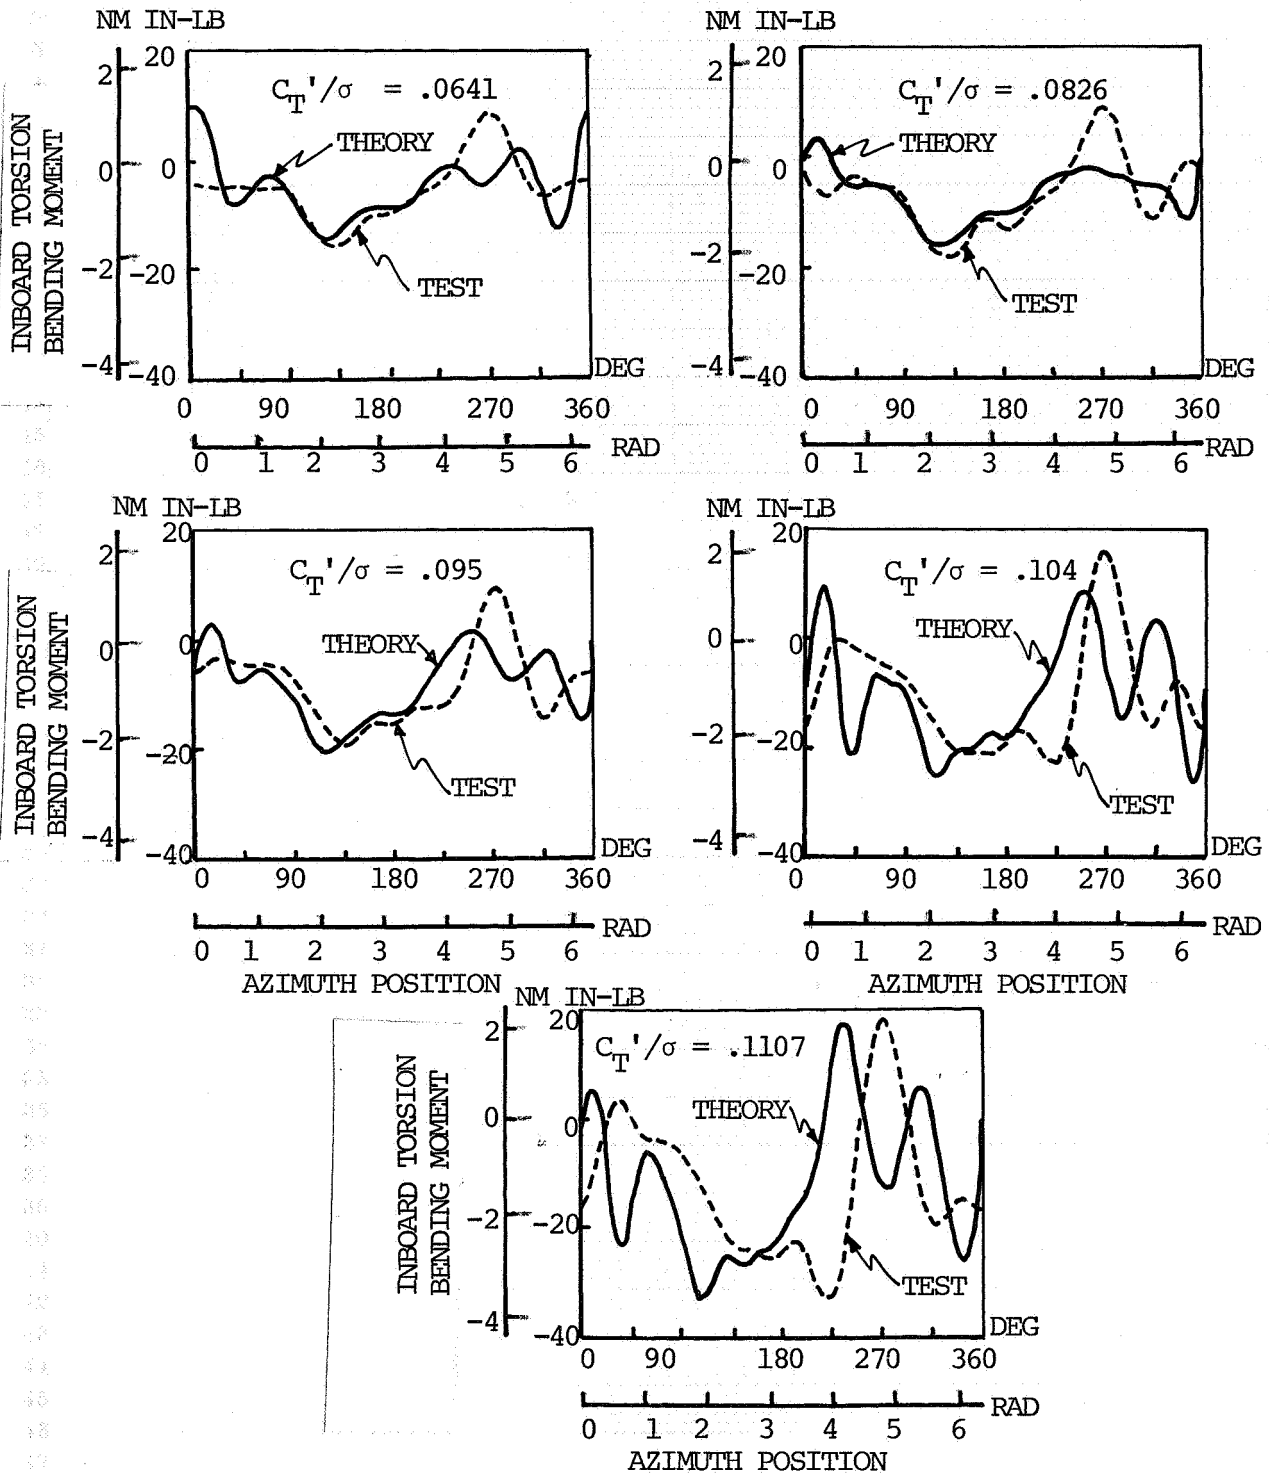 NM IN-LB
INBOARD TORSION
BENDING MOMENT
2
0
-2
-4
20
0
-20
-40
C_T'/σ = .0641
THEORY
TEST
DEG
0 90 180 270 360
RAD
0 1 2 3 4 5 6
NM IN-LB
2
0
-2
-4
20
0
-20
-40
C_T'/σ = .0826
THEORY
TEST
DEG
0 90 180 270 360
RAD
0 1 2 3 4 5 6
NM IN-LB
INBOARD TORSION
BENDING MOMENT
2
0
-2
-4
20
0
-20
-40
C_T'/σ = .095
THEORY
TEST
DEG
0 90 180 270 360
RAD
0 1 2 3 4 5 6
AZIMUTH POSITION
NM IN-LB
2
0
-2
-4
20
0
-20
-40
C_T'/σ = .104
THEORY
TEST
DEG
0 90 180 270 360
RAD
0 1 2 3 4 5 6
AZIMUTH POSITION
NM IN-LB
INBOARD TORSION
BENDING MOMENT
2
0
-2
-4
20
0
-20
-40
C_T'/σ = .1107
THEORY
TEST
DEG
0 90 180 270 360
RAD
0 1 2 3 4 5 6
AZIMUTH POSITION